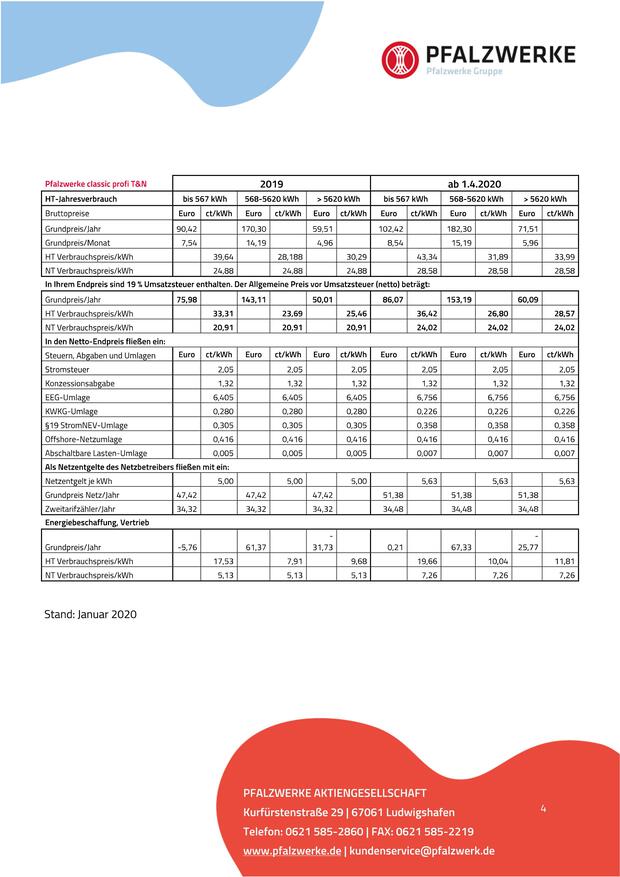 PFALZWERKE
Pfalzwerke Gruppe
Pfalzwerke classic profi T&N 2019 ab 1.4.2020
HT-Jahresverbrauch bis 567 kWh 568-5620 kWh > 5620 kWh bis 567 kWh 568-5620 kWh > 5620 kWh
Bruttopreise Euro ct/kWh Euro ct/kWh Euro ct/kWh Euro ct/kWh Euro ct/kWh Euro ct/kWh
Grundpreis/Jahr 90,42 170,30 59,51 102,42 182,30 71,51
Grundpreis/Monat 7,54 14,19 4,96 8,54 15,19 5,96
HT Verbrauchspreis/kWh 39,64 28,188 30,29 43,34 31,89 33,99
NT Verbrauchspreis/kWh 24,88 24,88 24,88 28,58 28,58 28,58
In Ihrem Endpreis sind 19 % Umsatzsteuer enthalten. Der Allgemeine Preis vor Umsatzsteuer (netto) beträgt:
Grundpreis/Jahr 75,98 143,11 50,01 86,07 153,19 60,09
HT Verbrauchspreis/kWh 33,31 23,69 25,46 36,42 26,80 28,57
NT Verbrauchspreis/kWh 20,91 20,91 20,91 24,02 24,02 24,02
In den Netto-Endpreis fließen ein:
Steuern, Abgaben und Umlagen Euro ct/kWh Euro ct/kWh Euro ct/kWh Euro ct/kWh Euro ct/kWh Euro ct/kWh
Stromsteuer 2,05 2,05 2,05 2,05 2,05 2,05
Konzessionsabgabe 1,32 1,32 1,32 1,32 1,32 1,32
EEG-Umlage 6,405 6,405 6,405 6,756 6,756 6,756
KWKG-Umlage 0,280 0,280 0,280 0,226 0,226 0,226
§19 StromNEV-Umlage 0,305 0,305 0,305 0,358 0,358 0,358
Offshore-Netzumlage 0,416 0,416 0,416 0,416 0,416 0,416
Abschaltbare Lasten-Umlage 0,005 0,005 0,005 0,007 0,007 0,007
Als Netzentgelte des Netzbetreibers fließen mit ein:
Netzentgelt je kWh 5,00 5,00 5,00 5,63 5,63 5,63
Grundpreis Netz/Jahr 47,42 47,42 47,42 51,38 51,38 51,38
Zweitarifzähler/Jahr 34,32 34,32 34,32 34,48 34,48 34,48
Energiebeschaffung, Vertrieb
- -
Grundpreis/Jahr -5,76 61,37 31,73 0,21 67,33 25,77
HT Verbrauchspreis/kWh 17,53 7,91 9,68 19,66 10,04 11,81
NT Verbrauchspreis/kWh 5,13 5,13 5,13 7,26 7,26 7,26
Stand: Januar 2020
PFALZWERKE AKTIENGESELLSCHAFT
Kurfürstenstraße 29 | 67061 Ludwigshafen
4
Telefon: 0621 585-2860 | FAX: 0621 585-2219
www.pfalzwerke.de | kundenservice@pfalzwerk.de